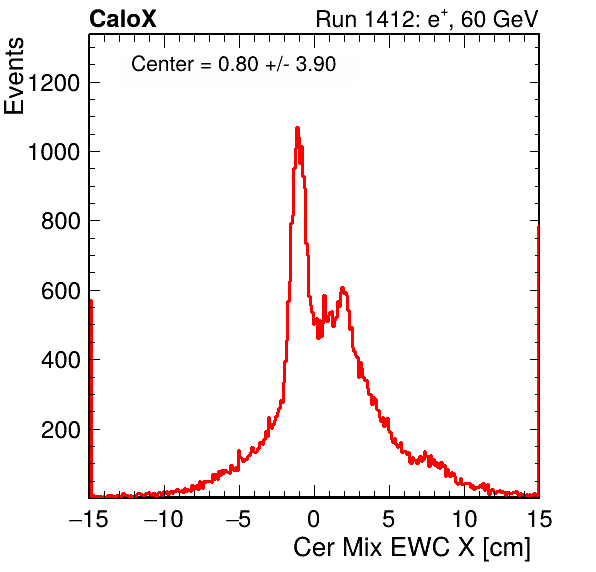 CaloX Run 1412: e⁺, 60 GeV
Center = 0.80 +/- 3.90
Events
1200
1000
800
600
400
200
−15 −10 −5 0 5 10 15
Cer Mix EWC X [cm]